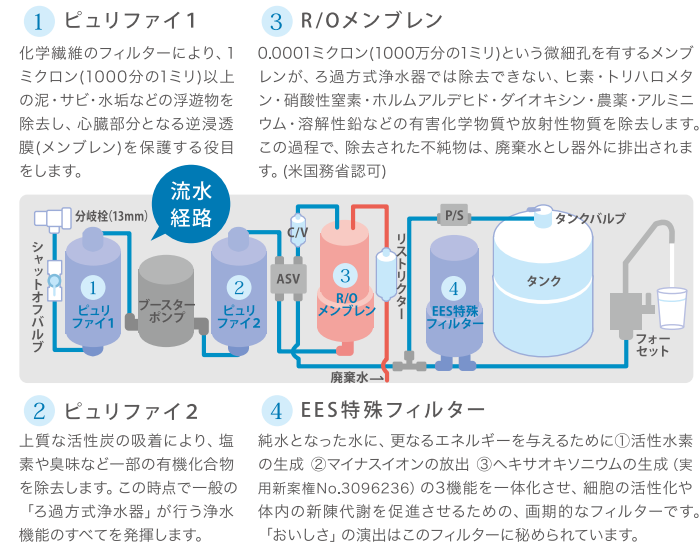 1 ピュリファイ1
化学繊維のフィルターにより、1
ミクロン(1000分の1ミリ)以上
の泥・サビ・水垢などの浮遊物を
除去し、心臓部分となる逆浸透
膜(メンブレン)を保護する役目
をします。
3 R/Oメンブレン
0.0001ミクロン(1000万分の1ミリ)という微細孔を有するメンブ
レンが、ろ過方式浄水器では除去できない、ヒ素・トリハロメタ
ン・硝酸性窒素・ホルムアルデヒド・ダイオキシン・農薬・アルミニ
ウム・溶解性鉛などの有害化学物質や放射性物質を除去します。
この過程で、除去された不純物は、廃棄水とし器外に排出されま
す。(米国務省認可)
流水
経路
分岐栓(13mm)
シャットオフバルブ
1
ピュリ
ファイ1
ブースター
ポンプ
2
ピュリ
ファイ2
C/V
ASV
3
R/O
メンブレン
リストリクター
廃棄水→
P/S
4
EES特殊
フィルター
タンクバルブ
タンク
フォー
セット
2 ピュリファイ2
上質な活性炭の吸着により、塩
素や臭味など一部の有機化合物
を除去します。この時点で一般の
「ろ過方式浄水器」が行う浄水
機能のすべてを発揮します。
4 EES特殊フィルター
純水となった水に、更なるエネルギーを与えるために①活性水素
の生成 ②マイナスイオンの放出 ③ヘキサオキソニウムの生成(実
用新案権No.3096236)の3機能を一体化させ、細胞の活性化や
体内の新陳代謝を促進させるための、画期的なフィルターです。
「おいしさ」の演出はこのフィルターに秘められています。